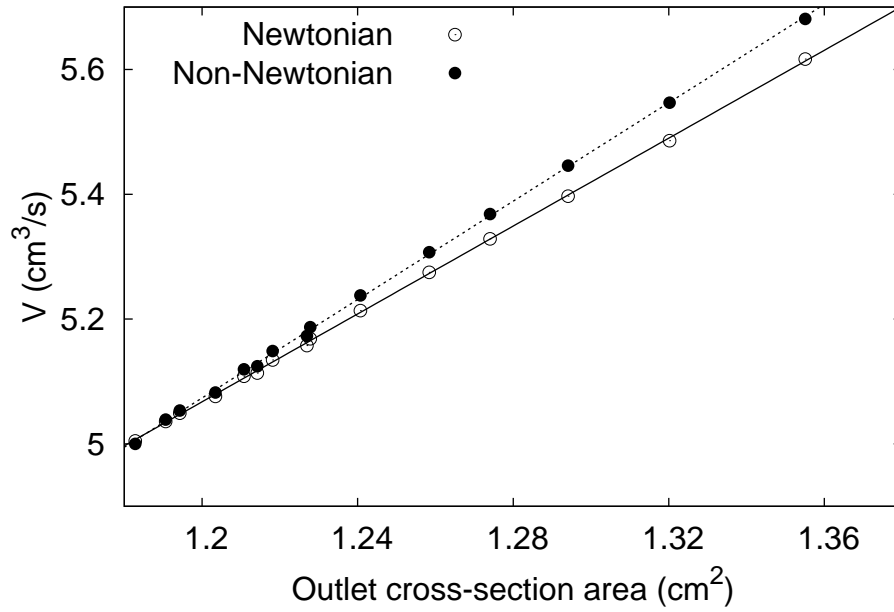 Newtonian
Non-Newtonian
5.6
5.4
5.2
5
V (cm³/s)
1.2 1.24 1.28 1.32 1.36
Outlet cross-section area (cm²)